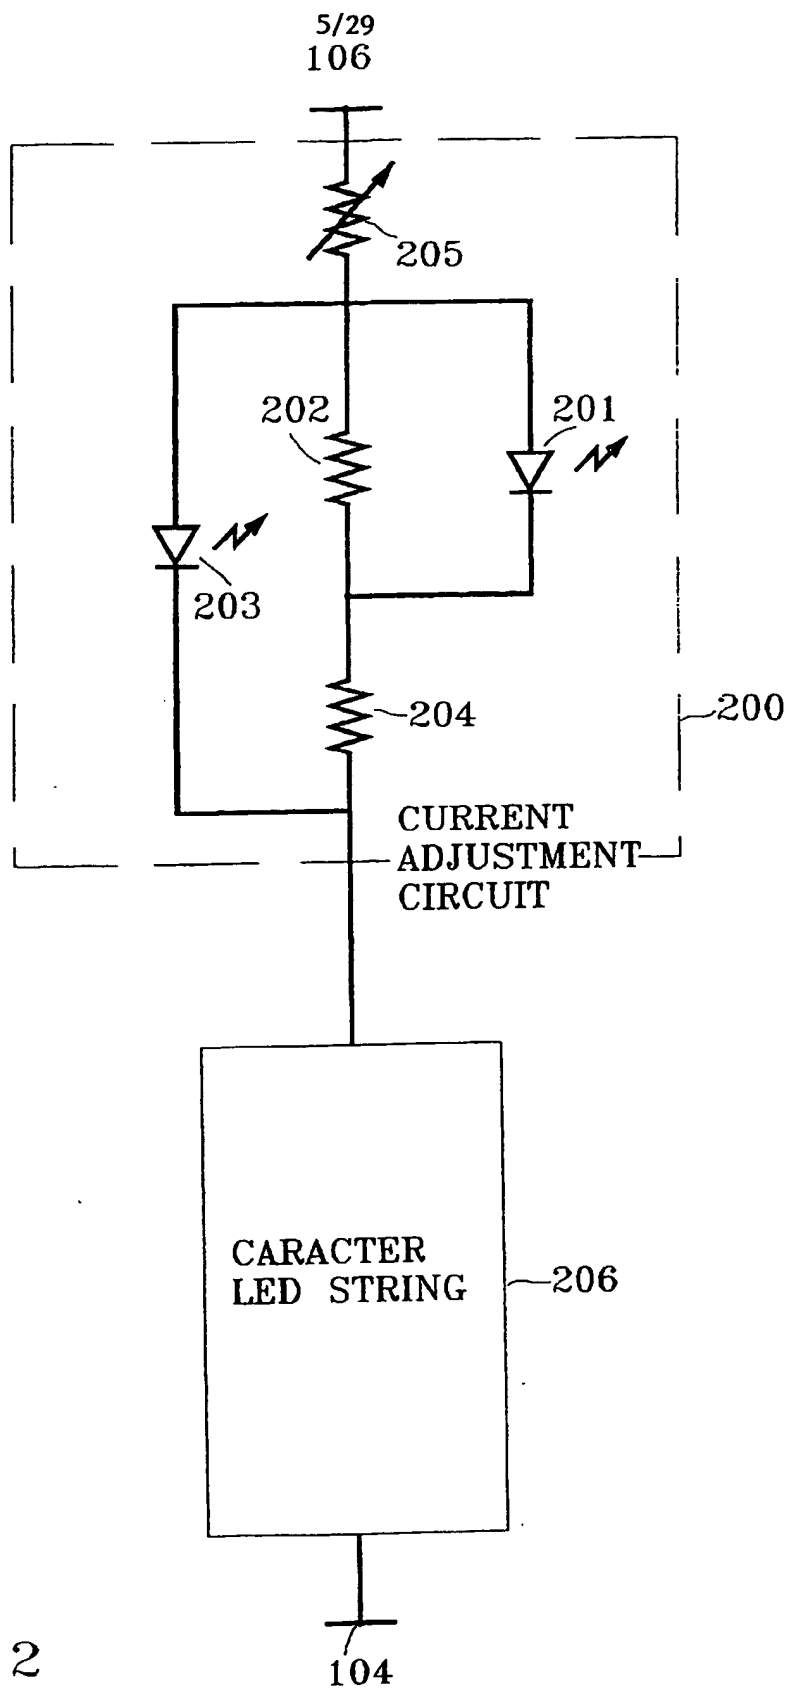 5/29
106
205
202
201
203
204
200
CURRENT
ADJUSTMENT
CIRCUIT
CARACTER
LED STRING
206
104
2